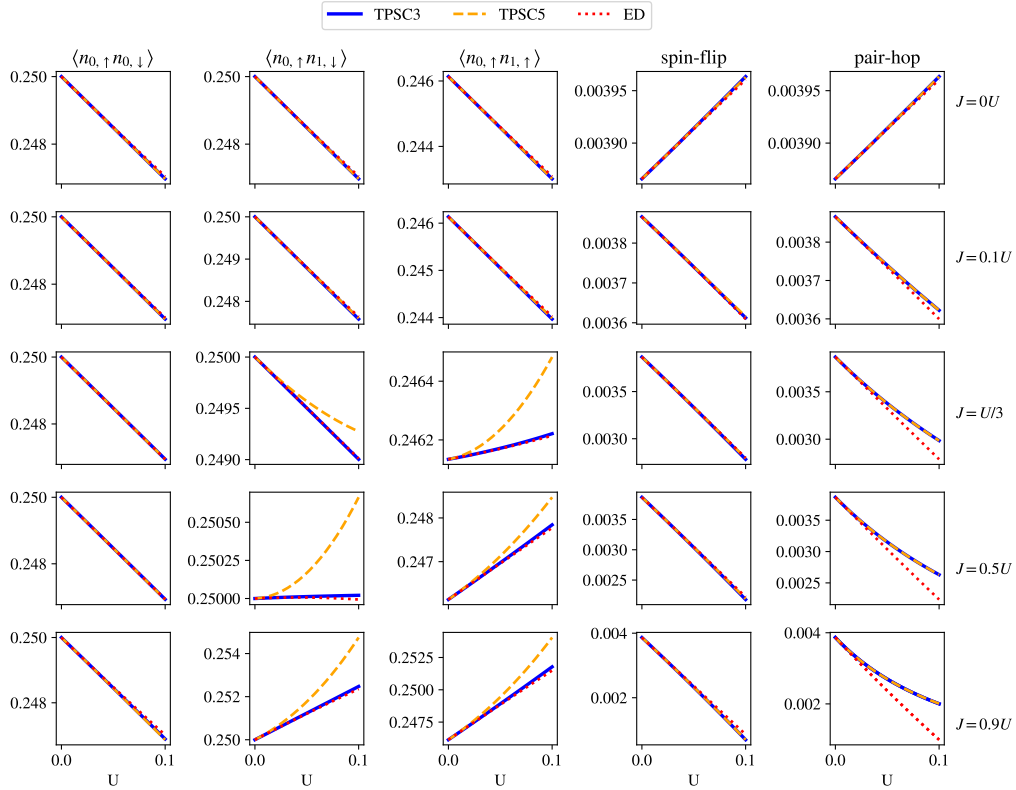 TPSC3 TPSC5 ED
⟨n0,↑n0,↓⟩ ⟨n0,↑n1,↓⟩ ⟨n0,↑n1,↑⟩ spin-flip pair-hop
0.250 0.250 0.246 0.00395 0.00395
J = 0U
0.248 0.248 0.244 0.00390 0.00390
0.250 0.250 0.246 0.0038 0.0038
J = 0.1U
0.249 0.245 0.0037 0.0037
0.248 0.248 0.244 0.0036 0.0036
0.250 0.2500 0.2464 0.0035 0.0035
J = U/3
0.248 0.2495 0.2462 0.0030 0.0030
0.2490
0.250 0.25050 0.248 0.0035 0.0035
0.25025 0.0030 0.0030
J = 0.5U
0.248 0.25000 0.247 0.0025 0.0025
0.0020
0.250 0.254 0.2525 0.004 0.004
0.252 0.2500
J = 0.9U
0.248 0.250 0.2475 0.002 0.002
0.0 0.1 0.0 0.1 0.0 0.1 0.0 0.1 0.0 0.1
U U U U U